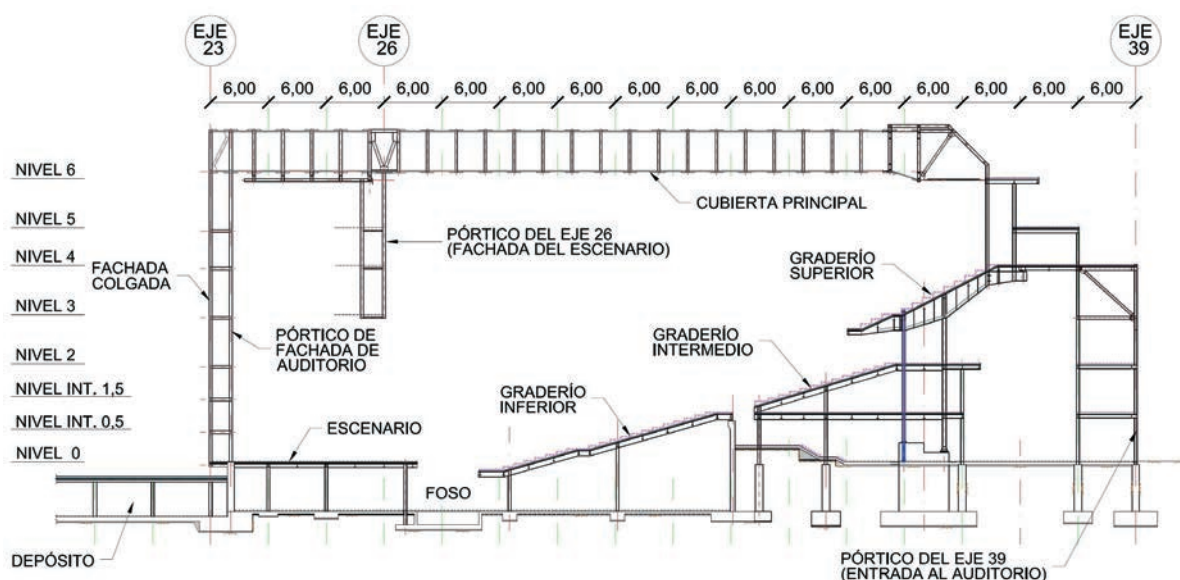 EJE
23
EJE
26
EJE
39
6,00 6,00 6,00 6,00 6,00 6,00 6,00 6,00 6,00 6,00 6,00 6,00 6,00 6,00 6,00 6,00
NIVEL 6
NIVEL 5
NIVEL 4
NIVEL 3
NIVEL 2
NIVEL INT. 1,5
NIVEL INT. 0,5
NIVEL 0
FACHADA
COLGADA
PÓRTICO DE
FACHADA DE
AUDITORIO
CUBIERTA PRINCIPAL
PÓRTICO DEL EJE 26
(FACHADA DEL ESCENARIO)
GRADERÍO
SUPERIOR
GRADERÍO
INTERMEDIO
GRADERÍO
INFERIOR
ESCENARIO
FOSO
DEPÓSITO
PÓRTICO DEL EJE 39
(ENTRADA AL AUDITORIO)